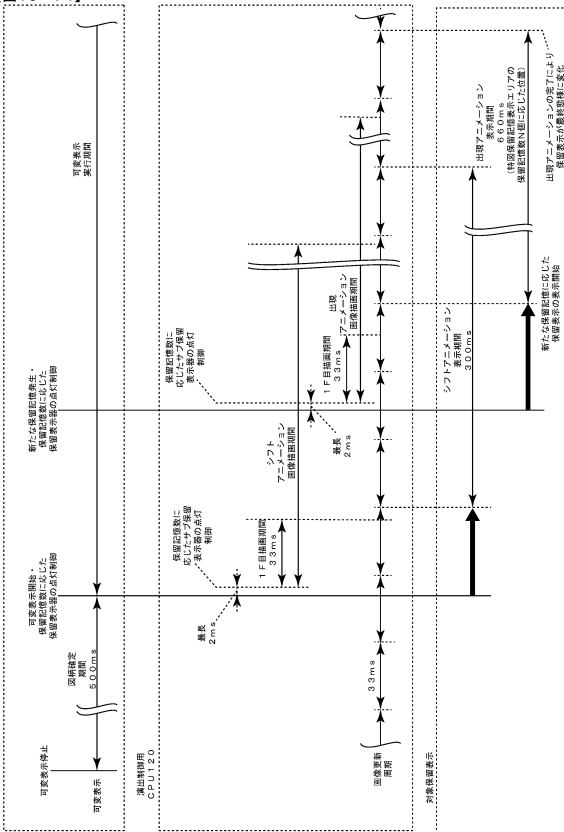 可変表示停止
可変表示
図柄確定
期間
500ms
可変表示開始・
保留記憶数に応じた
保留表示器の点灯制御
新たな保留記憶発生・
保留記憶数に応じた
保留表示器の点灯制御
可変表示
実行期間
演出制御用
CPU120
最長
2ms
保留記憶数に
応じたサブ保留
表示器の点灯
制御
1F目描画期間
33ms
シフト
アニメーション
画像描画期間
最長
2ms
保留記憶数に
応じたサブ保留
表示器の点灯
制御
1F目描画期間
33ms
出現
アニメーション
画像描画期間
画像更新
周期
33ms
対象保留表示
シフトアニメーション
表示期間
300ms
新たな保留記憶に応じた
保留表示の表示開始
出現アニメーション
表示期間
660ms
(特図保留記憶表示エリアの
保留記憶数N個に応じた位置)
出現アニメーションの完了により
保留表示が最終態様に変化